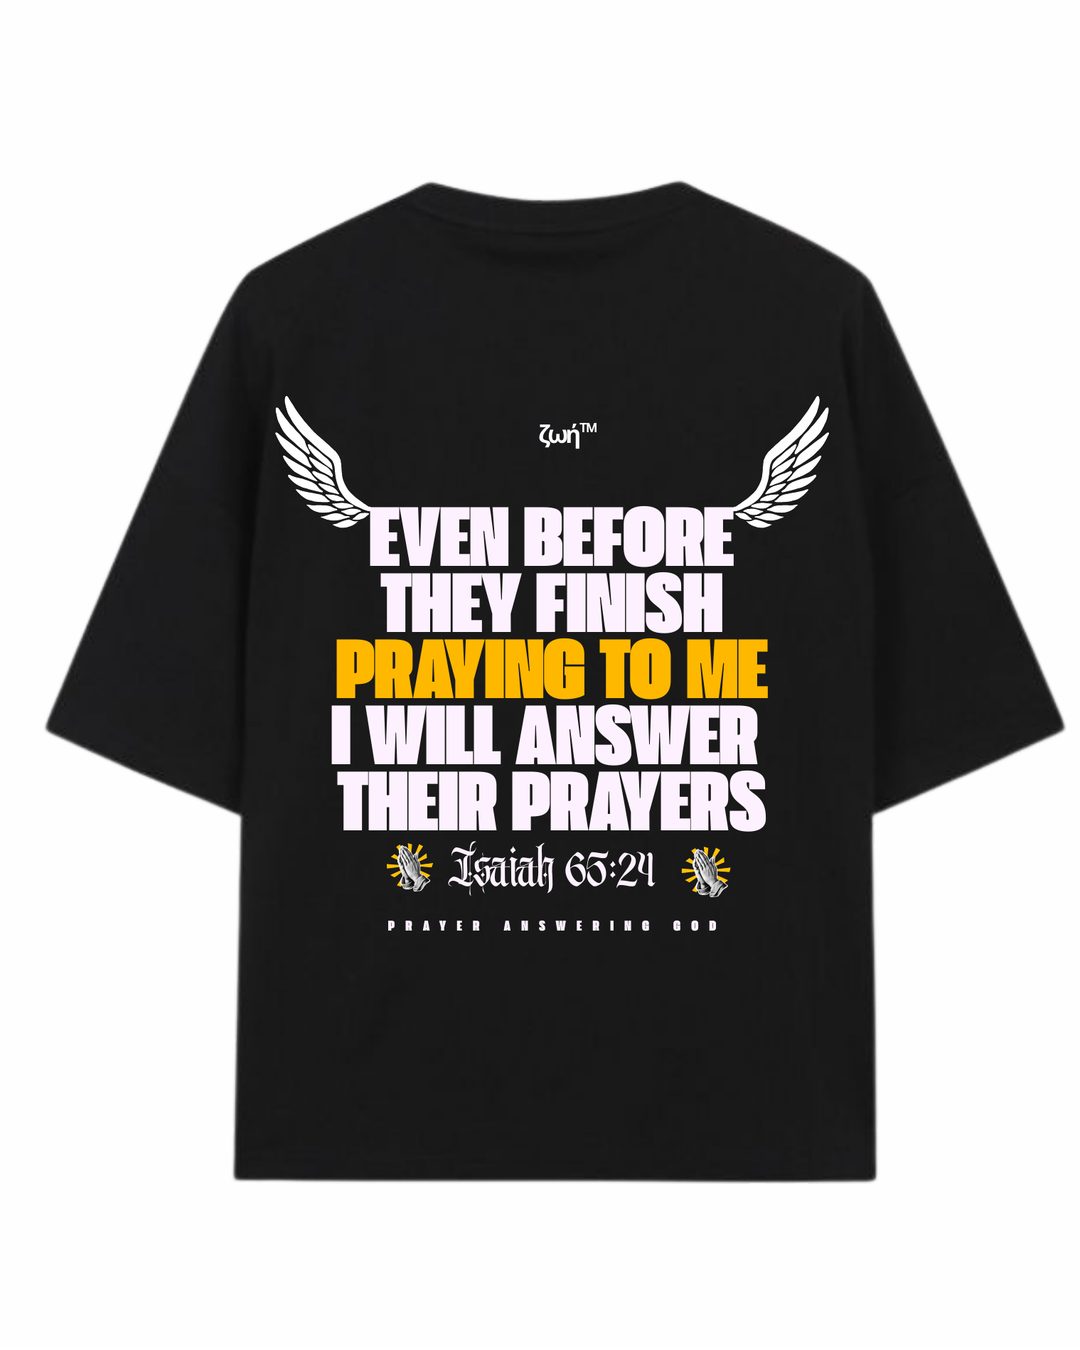 ζωή™
EVEN BEFORE
THEY FINISH
PRAYING TO ME
I WILL ANSWER
THEIR PRAYERS
Isaiah 65:24
PRAYER ANSWERING GOD